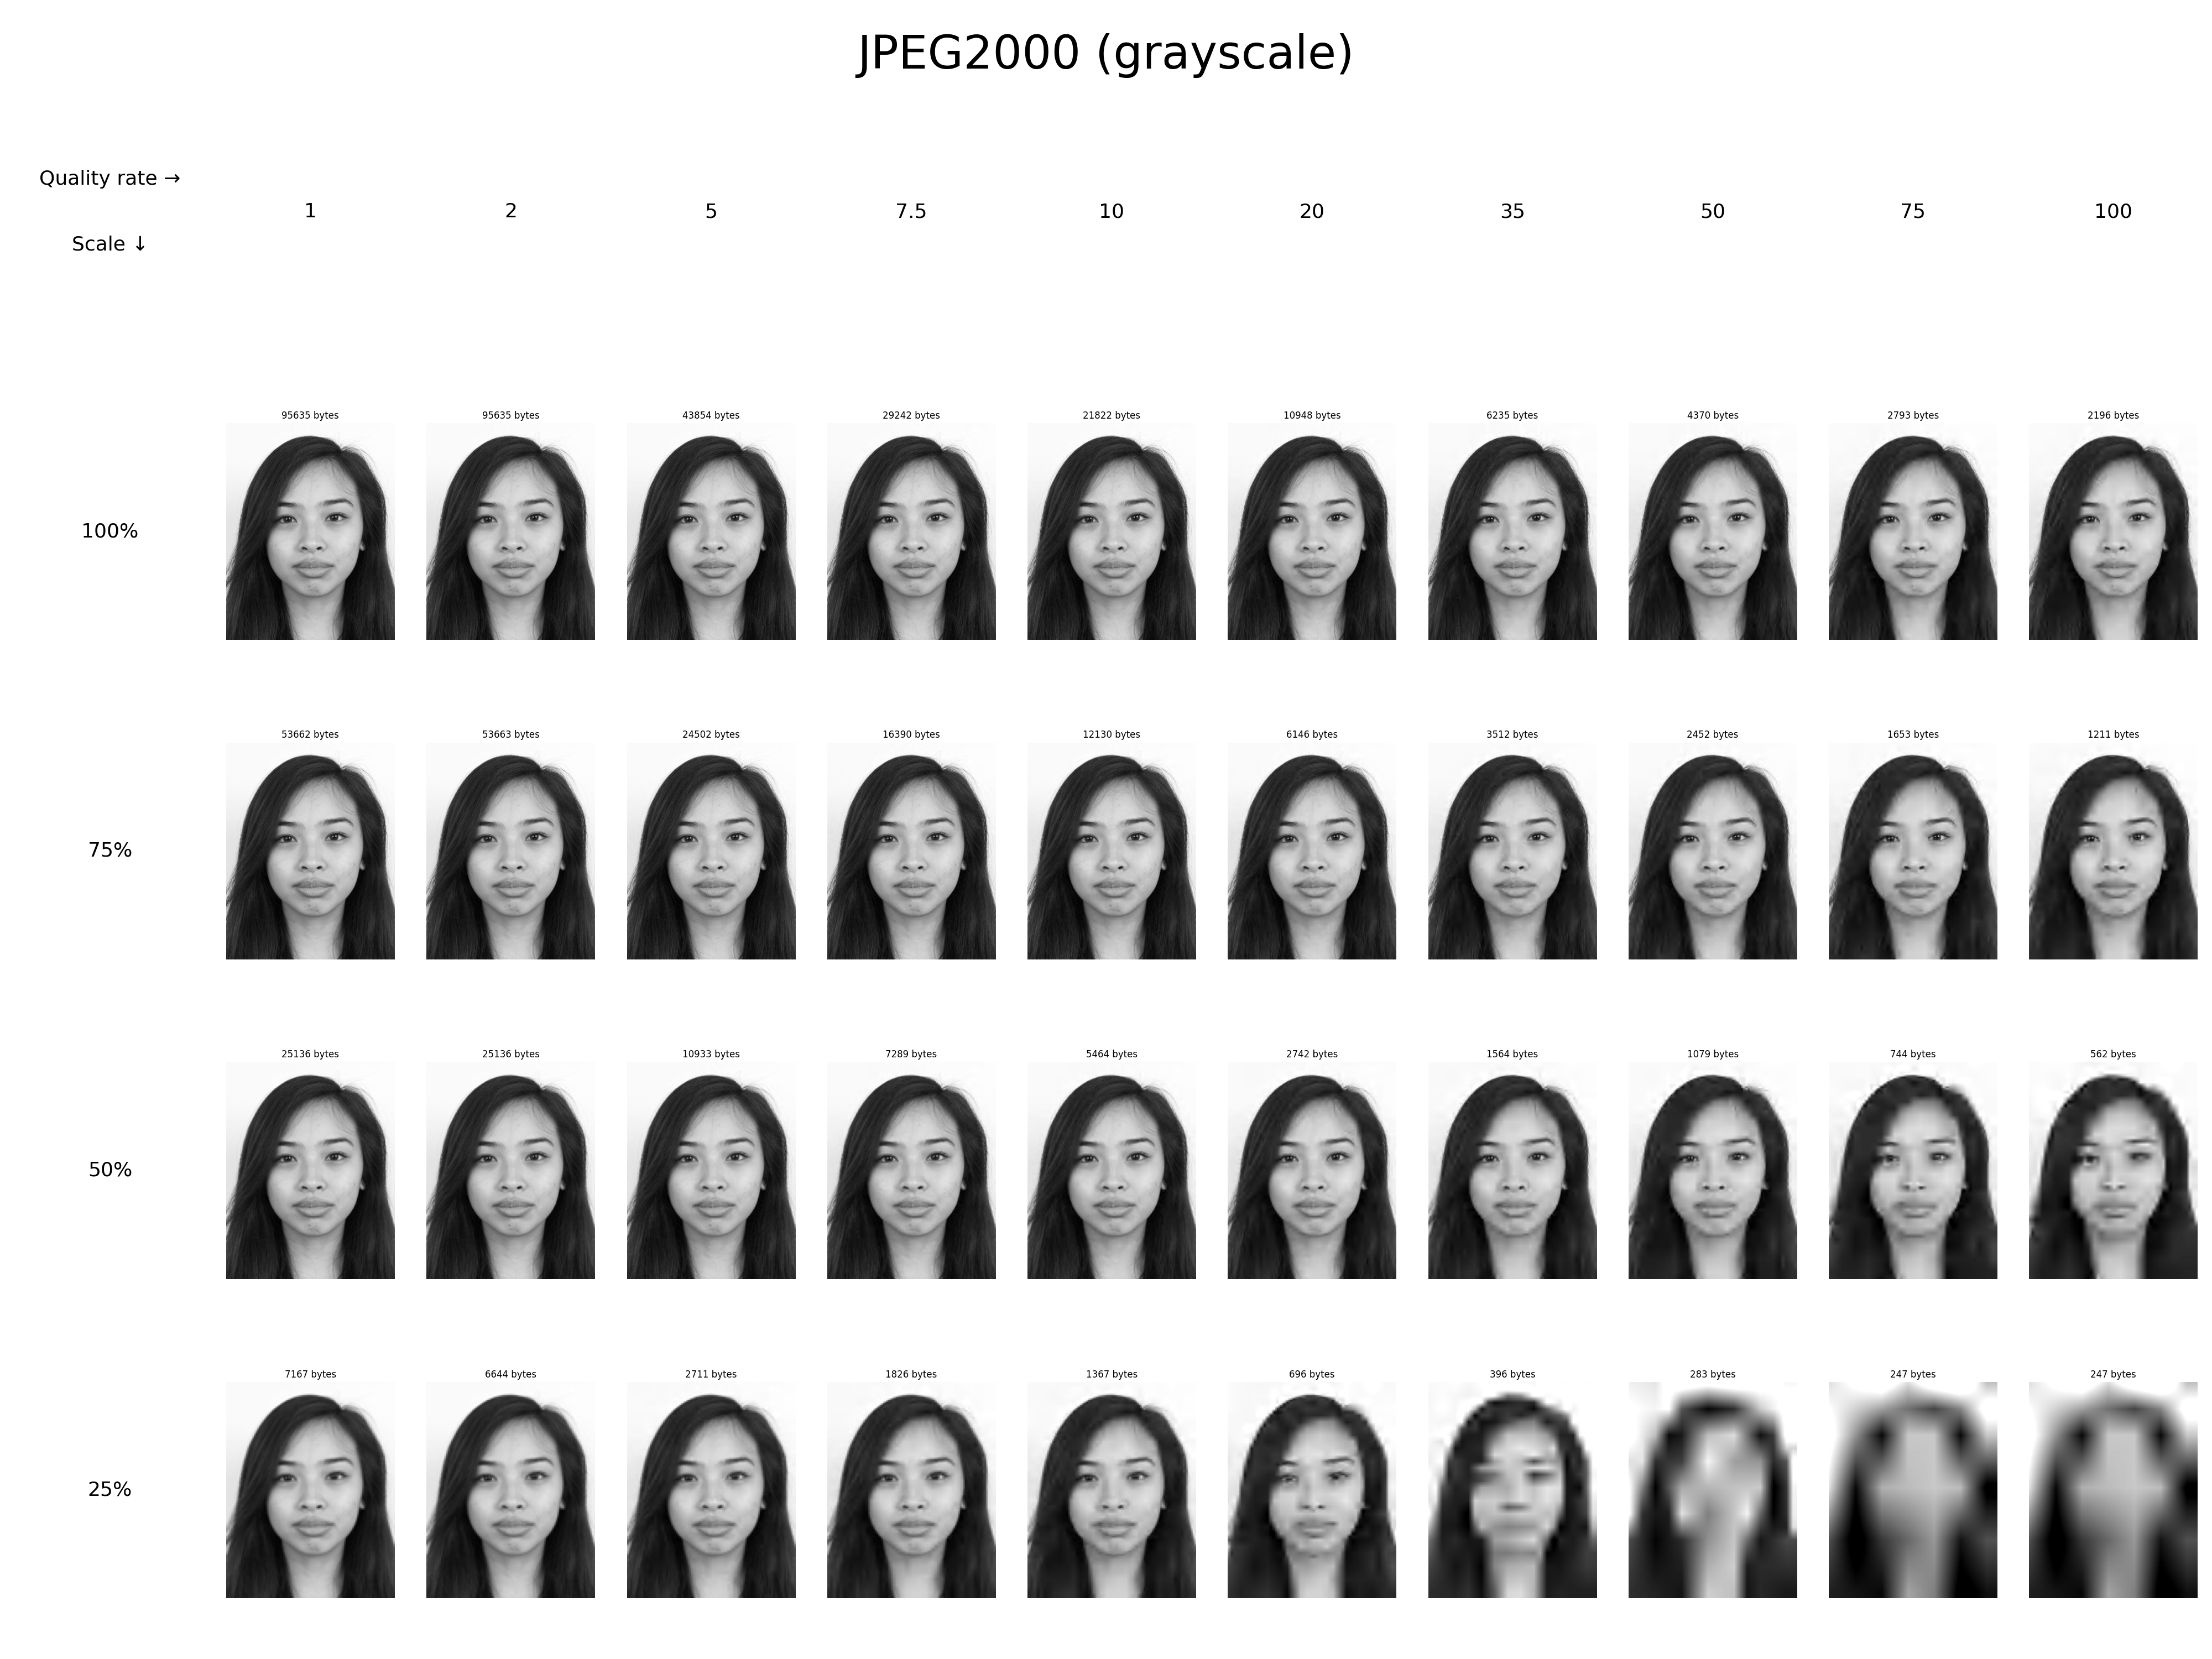 JPEG2000 (grayscale)
Quality rate →
1 2 5 7.5 10 20 35 50 75 100
Scale ↓
95635 bytes 95635 bytes 43854 bytes 29242 bytes 21822 bytes 10948 bytes 6235 bytes 4370 bytes 2793 bytes 2196 bytes
100%
53662 bytes 53663 bytes 24502 bytes 16390 bytes 12130 bytes 6146 bytes 3512 bytes 2452 bytes 1653 bytes 1211 bytes
75%
25136 bytes 25136 bytes 10933 bytes 7289 bytes 5464 bytes 2742 bytes 1564 bytes 1079 bytes 744 bytes 562 bytes
50%
7167 bytes 6644 bytes 2711 bytes 1826 bytes 1367 bytes 696 bytes 396 bytes 283 bytes 247 bytes 247 bytes
25%